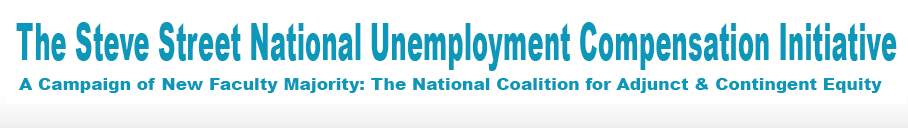 The Steve Street National Unemployment Compensation Initiative
A Campaign of New Faculty Majority: The National Coalition for Adjunct & Contingent Equity